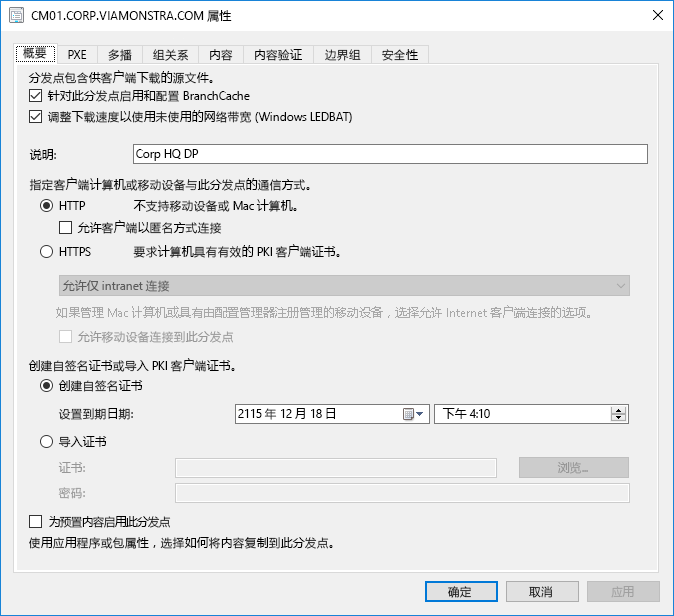 CM01.CORP.VIAMONSTRA.COM 属性
概要 PXE 多播 组关系 内容 内容验证 边界组 安全性
分发点包含供客户端下载的源文件。
针对此分发点启用和配置 BranchCache
调整下载速度以使用未使用的网络带宽 (Windows LEDBAT)
说明: Corp HQ DP
指定客户端计算机或移动设备与此分发点的通信方式。
HTTP 不支持移动设备或 Mac 计算机。
允许客户端以匿名方式连接
HTTPS 要求计算机具有有效的 PKI 客户端证书。
允许仅 intranet 连接
如果管理 Mac 计算机或具有由配置管理器注册管理的移动设备，选择允许 Internet 客户端连接的选项。
允许移动设备连接到此分发点
创建自签名证书或导入 PKI 客户端证书。
创建自签名证书
设置到期日期: 2115 年 12 月 18 日 下午 4:10
导入证书
证书: 浏览...
密码:
为预置内容启用此分发点
使用应用程序或包属性，选择如何将内容复制到此分发点。
确定 取消 应用